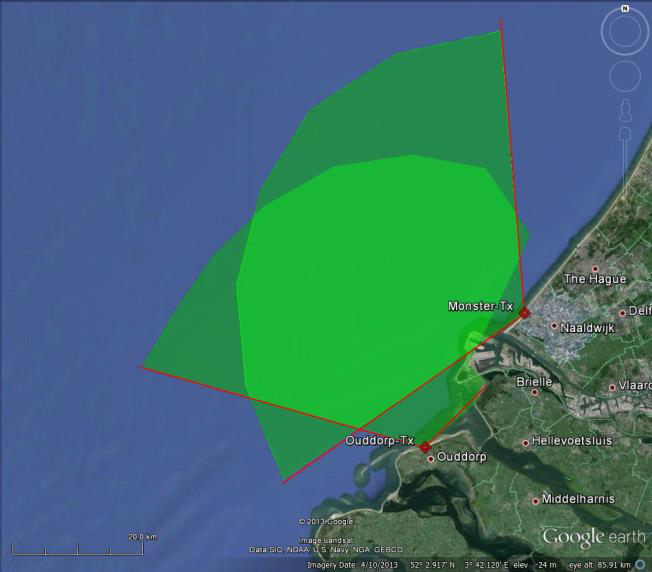 N
The Hague
Monster-Tx
Delf
Naaldwijk
Brielle
Vlaard
Ouddorp-Tx
Hellevoetsluis
Ouddorp
Middelharnis
© 2013 Google
20.0 km
Image Landsat
Data SIO, NOAA, U.S. Navy, NGA, GEBCO
Google earth
Imagery Date: 4/10/2013 52° 2.917' N 3° 42.120' E elev -24 m eye alt 85.91 km